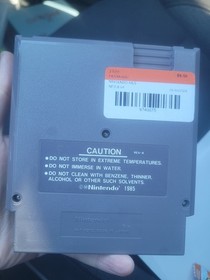 CAUTION
• DO NOT STORE IN EXTREME TEMPERATURES.
• DO NOT IMMERSE IN WATER.
• DO NOT CLEAN WITH BENZENE, THINNER,
ALCOHOL OR OTHER SUCH SOLVENTS.
©Nintendo 1985